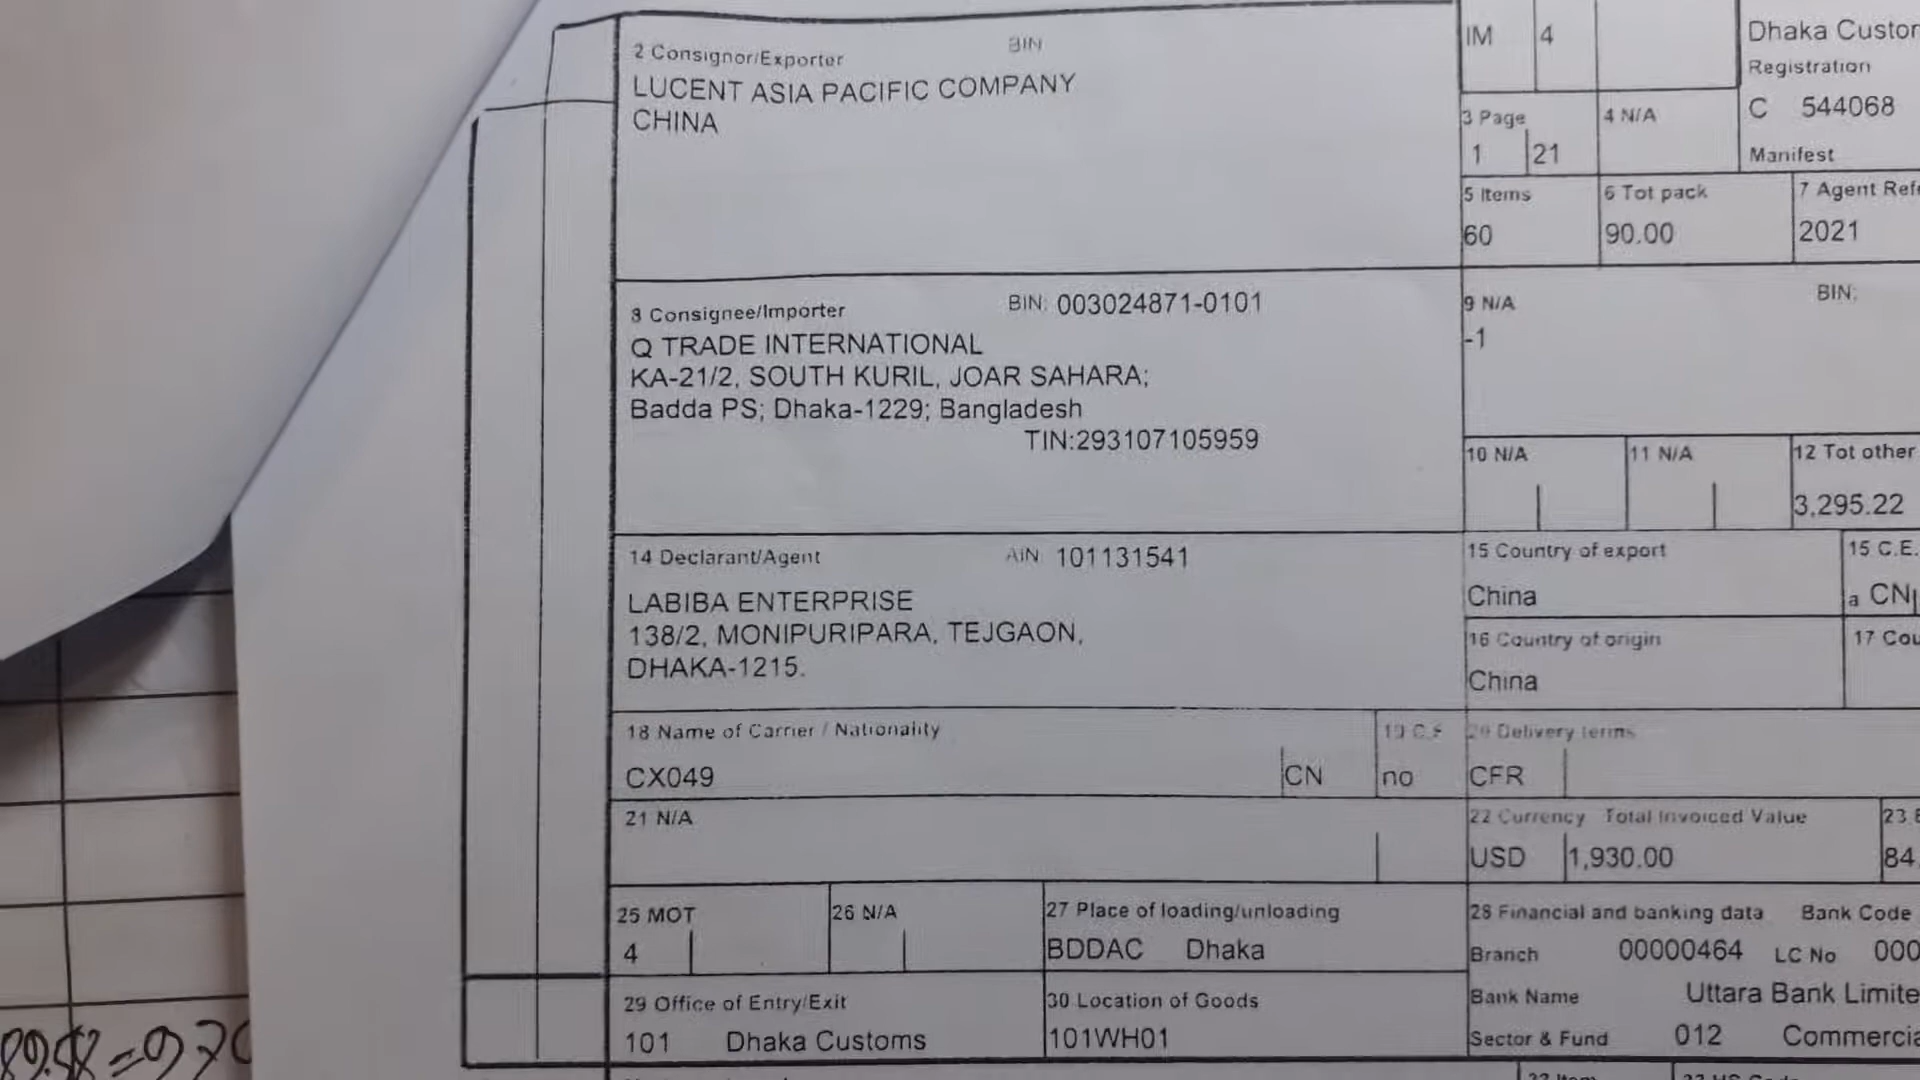 2 Consignor/Exporter BIN
LUCENT ASIA PACIFIC COMPANY
CHINA
IM 4
Dhaka Custom
Registration
C 544068
3 Page 4 N/A
1 21
Manifest
5 Items 6 Tot pack 7 Agent Refe
60 90.00 2021
8 Consignee/Importer BIN: 003024871-0101
Q TRADE INTERNATIONAL
KA-21/2, SOUTH KURIL, JOAR SAHARA;
Badda PS; Dhaka-1229; Bangladesh
TIN:293107105959
9 N/A BIN:
-1
10 N/A 11 N/A 12 Tot other
3,295.22
14 Declarant/Agent AIN 101131541
LABIBA ENTERPRISE
138/2, MONIPURIPARA, TEJGAON,
DHAKA-1215.
15 Country of export 15 C.E.
China a CN
16 Country of origin 17 Cou
China
18 Name of Carrier / Nationality
CX049 CN
no
20 Delivery terms
CFR
21 N/A
22 Currency Total Invoiced Value 23 E
USD 1,930.00 84.
25 MOT 26 N/A 27 Place of loading/unloading
4 BDDAC Dhaka
28 Financial and banking data Bank Code
Branch 00000464 LC No 000
Bank Name Uttara Bank Limite
Sector & Fund 012 Commercia
29 Office of Entry/Exit 30 Location of Goods
101 Dhaka Customs 101WH01